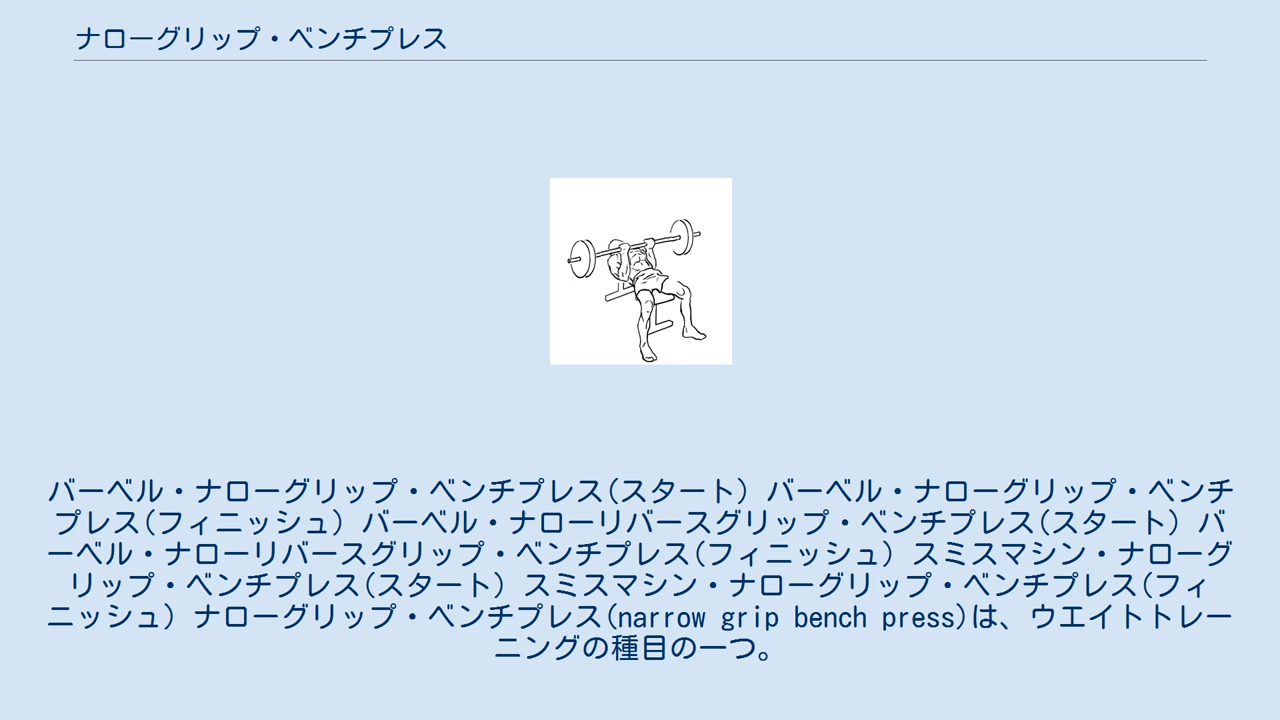 ナローグリップ・ベンチプレス
バーベル・ナローグリップ・ベンチプレス(スタート) バーベル・ナローグリップ・ベンチ
プレス(フィニッシュ) バーベル・ナローリバースグリップ・ベンチプレス(スタート) バ
ーベル・ナローリバースグリップ・ベンチプレス(フィニッシュ) スミスマシン・ナローグ
リップ・ベンチプレス(スタート) スミスマシン・ナローグリップ・ベンチプレス(フィ
ニッシュ) ナローグリップ・ベンチプレス(narrow grip bench press)は、ウエイトトレー
ニングの種目の一つ。